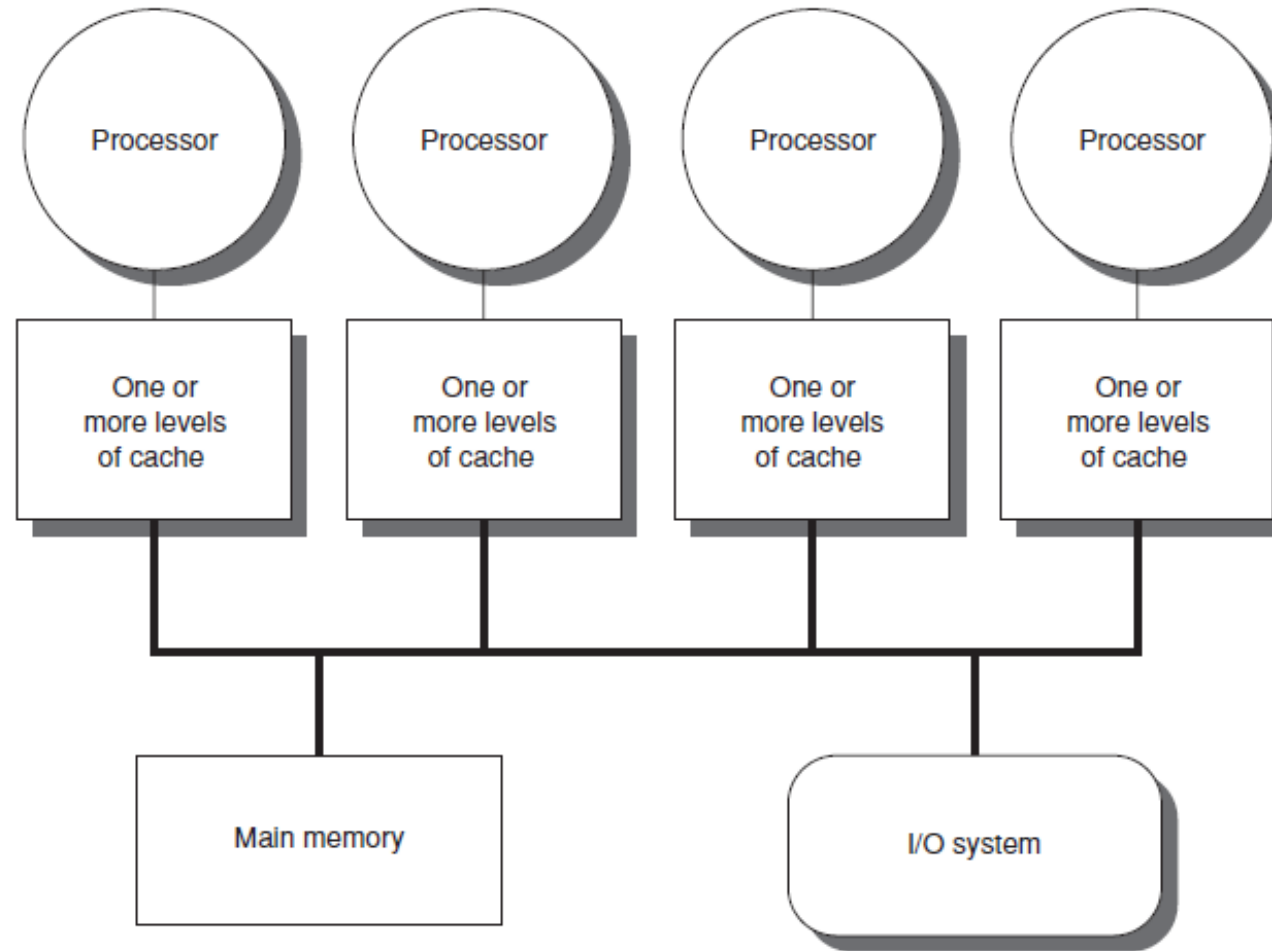 Processor
Processor
Processor
Processor
One or
more levels
of cache
One or
more levels
of cache
One or
more levels
of cache
One or
more levels
of cache
Main memory
I/O system